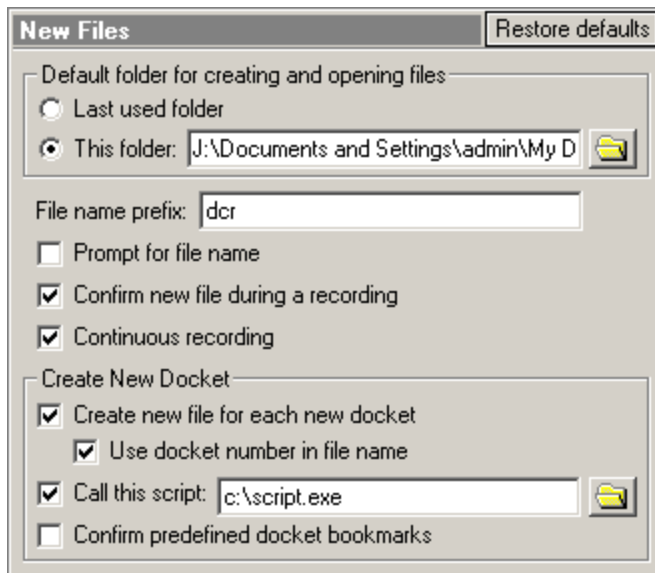 New Files Restore defaults
Default folder for creating and opening files
Last used folder
This folder: J:\Documents and Settings\admin\My D
File name prefix: dcr
Prompt for file name
Confirm new file during a recording
Continuous recording
Create New Docket
Create new file for each new docket
Use docket number in file name
Call this script: c:\script.exe
Confirm predefined docket bookmarks